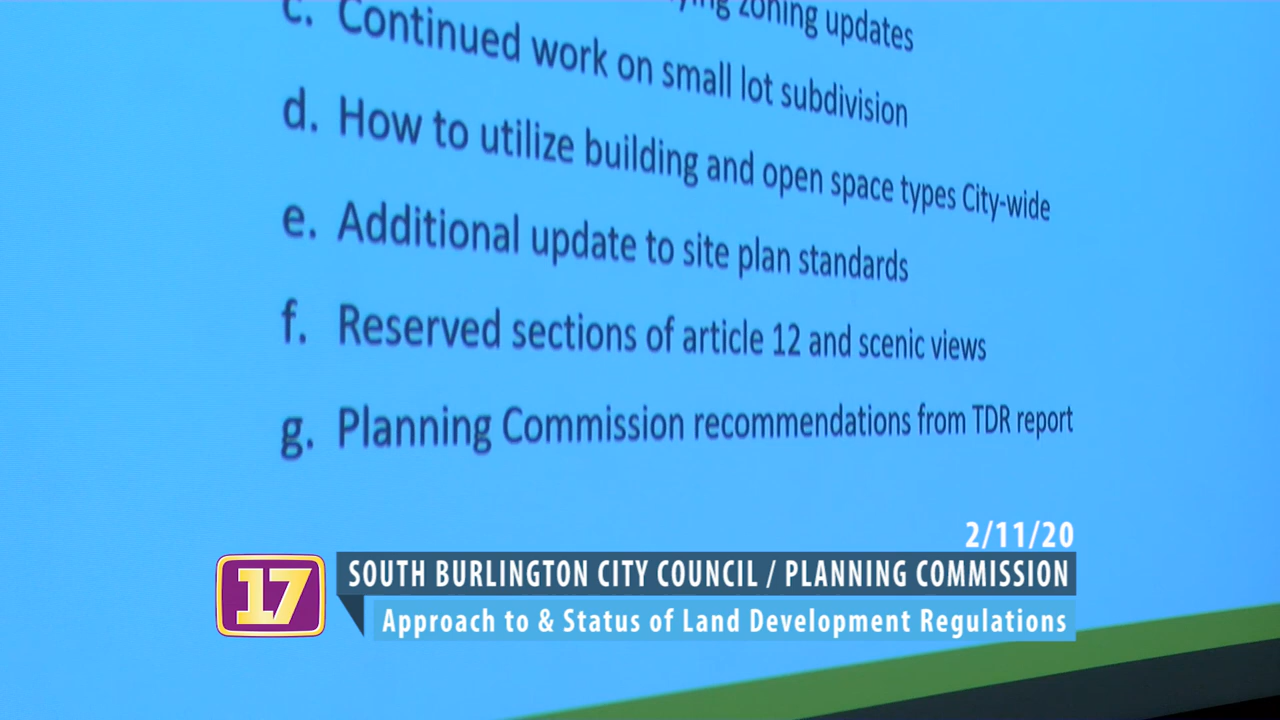 zoning updates
c. Continued work on small lot subdivision
d. How to utilize building and open space types City-wide
e. Additional update to site plan standards
f. Reserved sections of article 12 and scenic views
g. Planning Commission recommendations from TDR report
2/11/20
17 SOUTH BURLINGTON CITY COUNCIL / PLANNING COMMISSION
Approach to & Status of Land Development Regulations